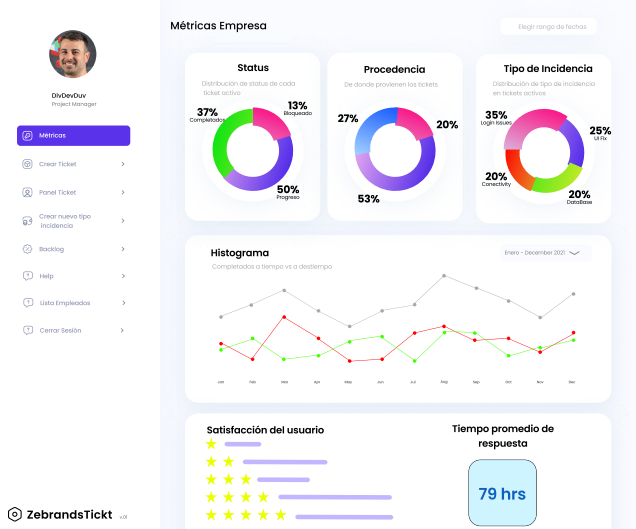 Métricas Empresa
Elegir rango de fechas
DivDevDuv
Project Manager
Métricas
Crear Ticket
Panel Ticket
Crear nuevo tipo
incidencia
Backlog
Help
Lista Empleados
Cerrar Sesión
ZebrandsTickt
v.01
Status
Distribución de status de cada
ticket activo
37%
Completados
13%
Bloqueado
50%
Progreso
Procedencia
De donde provienen los tickets
27%
20%
53%
Tipo de Incidencia
Distribución de tipo de incidencia
en tickets activos
35%
Login Issues
25%
UI Fix
20%
Conectivity
20%
DataBase
Histograma
Completados a tiempo vs a destiempo
Enero - December 2021
Jan
Feb
Mar
Apr
May
Jun
Jul
Aug
Sep
Oct
Nov
Dec
Satisfacción del usuario
Tiempo promedio de
respuesta
79 hrs